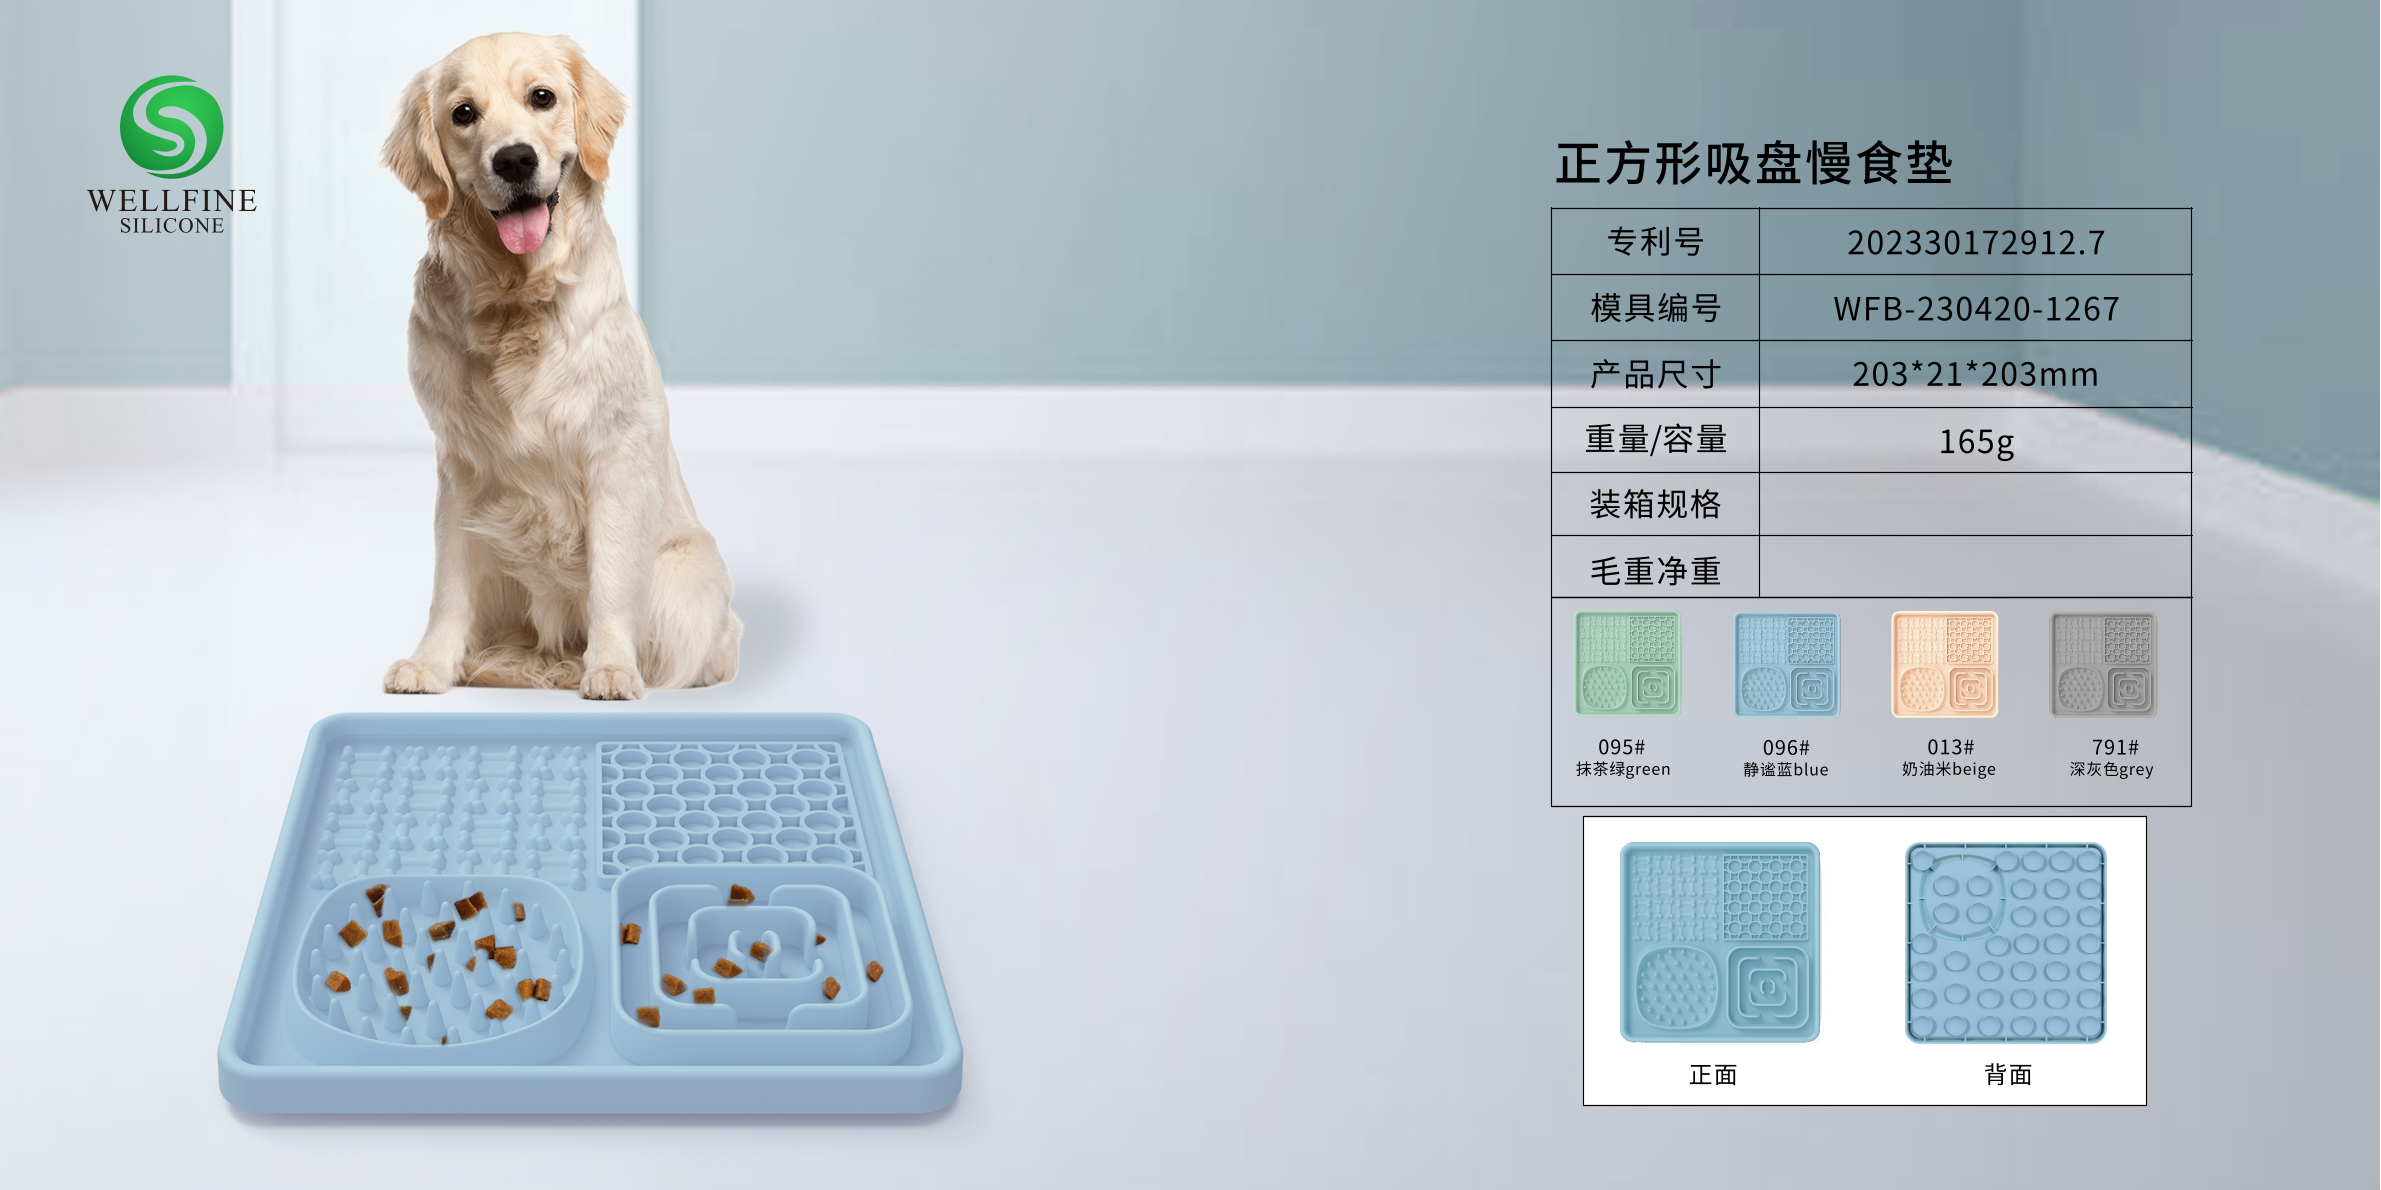 WELLFINE
SILICONE
正方形吸盘慢食垫
专利号 202330172912.7
模具编号 WFB-230420-1267
产品尺寸 203*21*203mm
重量/容量 165g
装箱规格
毛重净重
095# 096# 013# 791#
抹茶绿green 静谧蓝blue 奶油米beige 深灰色grey
正面 背面